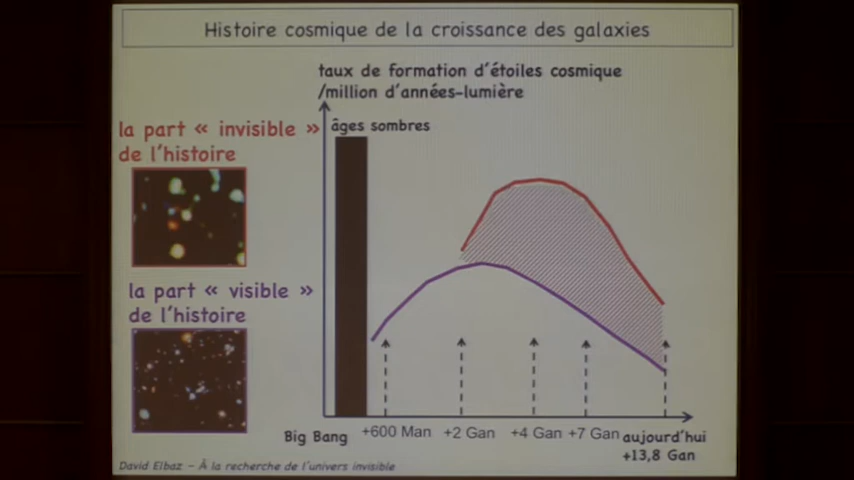 Histoire cosmique de la croissance des galaxies
taux de formation d'étoiles cosmique
/million d'années-lumière
âges sombres
la part « invisible »
de l'histoire
la part « visible »
de l'histoire
Big Bang
+600 Man
+2 Gan
+4 Gan
+7 Gan
aujourd'hui
+13,8 Gan
David Elbaz - À la recherche de l'univers invisible